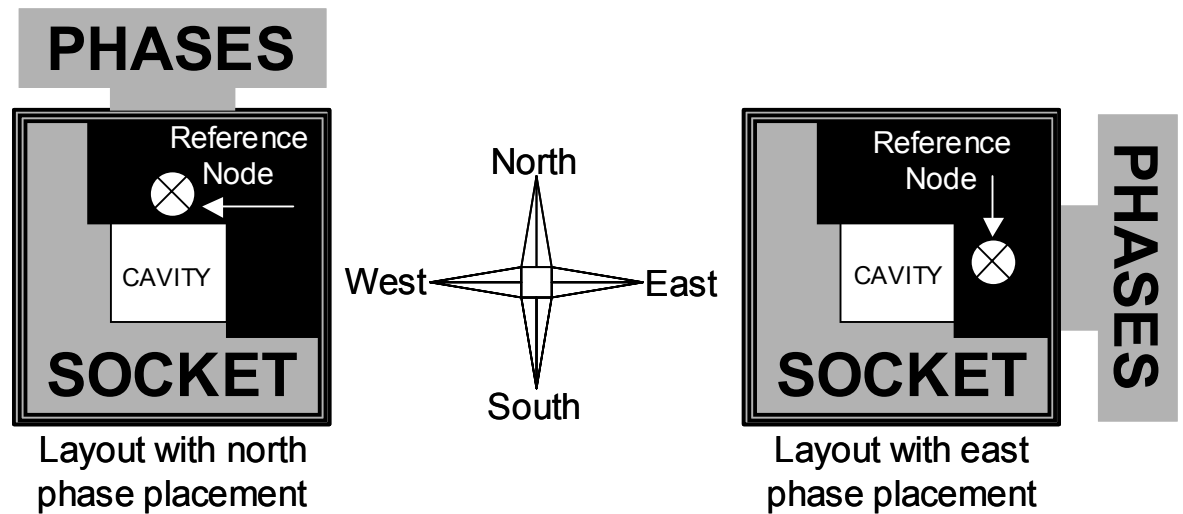 PHASES
Reference
Node
CAVITY
SOCKET
Layout with north
phase placement
North
West
East
South
Reference
Node
CAVITY
SOCKET
PHASES
Layout with east
phase placement